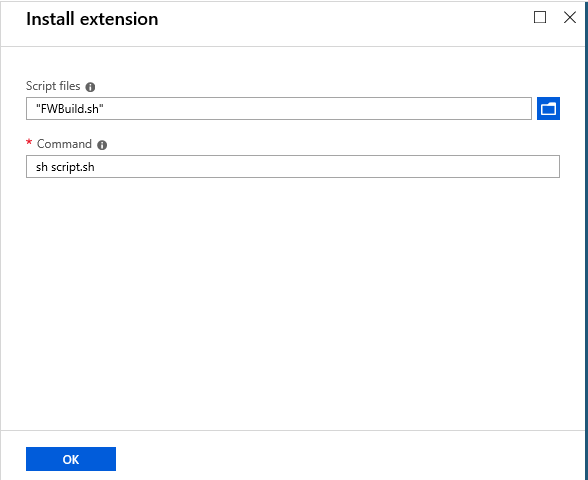 Install extension
Script files
"FWBuild.sh"
* Command
sh script.sh
OK